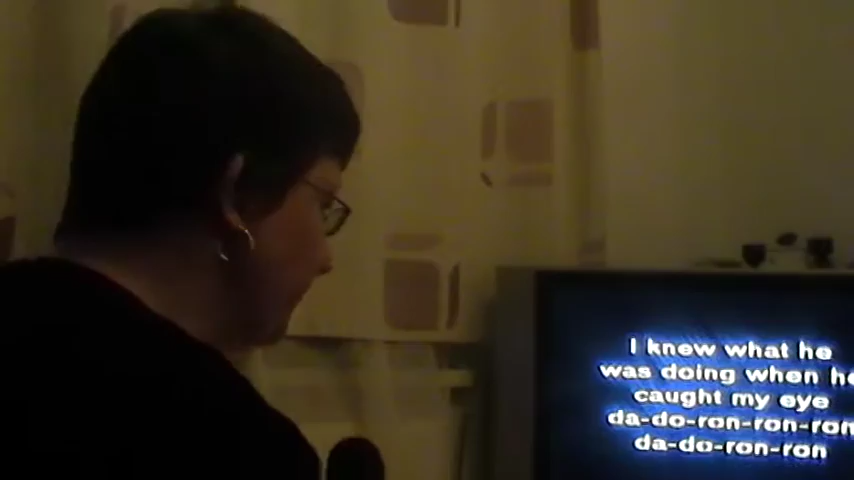 I knew what he
was doing when he
caught my eye
da-do-ron-ron-ron
da-do-ron-ron